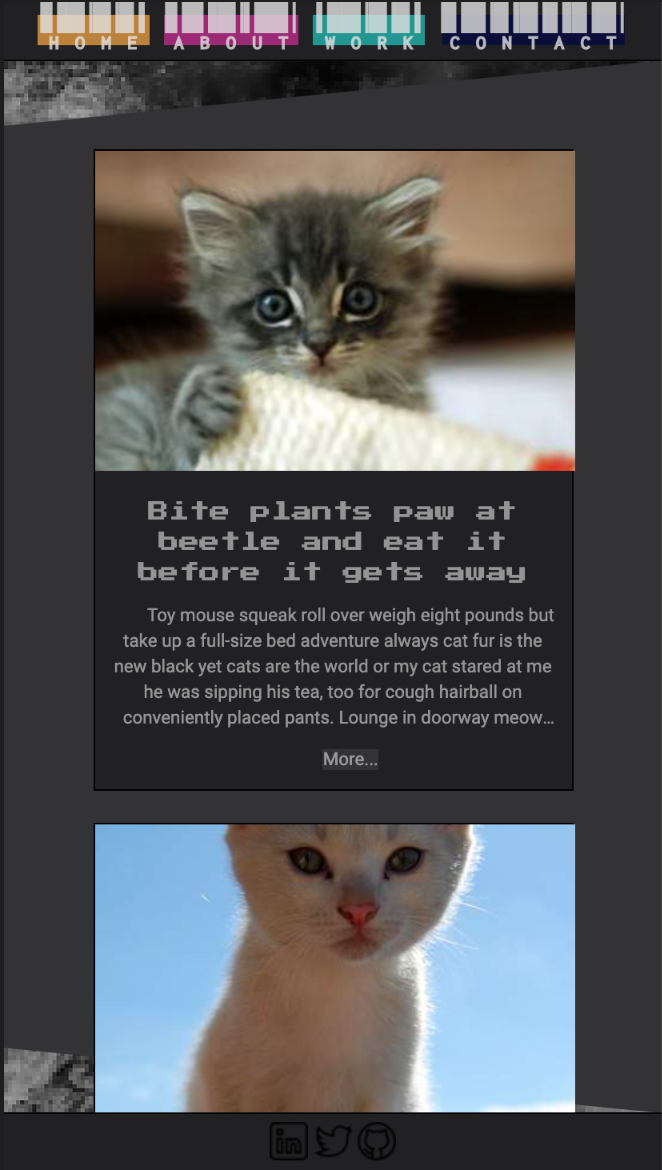 HOME ABOUT WORK CONTACT
Bite plants paw at
beetle and eat it
before it gets away
Toy mouse squeak roll over weigh eight pounds but
take up a full-size bed adventure always cat fur is the
new black yet cats are the world or my cat stared at me
he was sipping his tea, too for cough hairball on
conveniently placed pants. Lounge in doorway meow…
More...
in